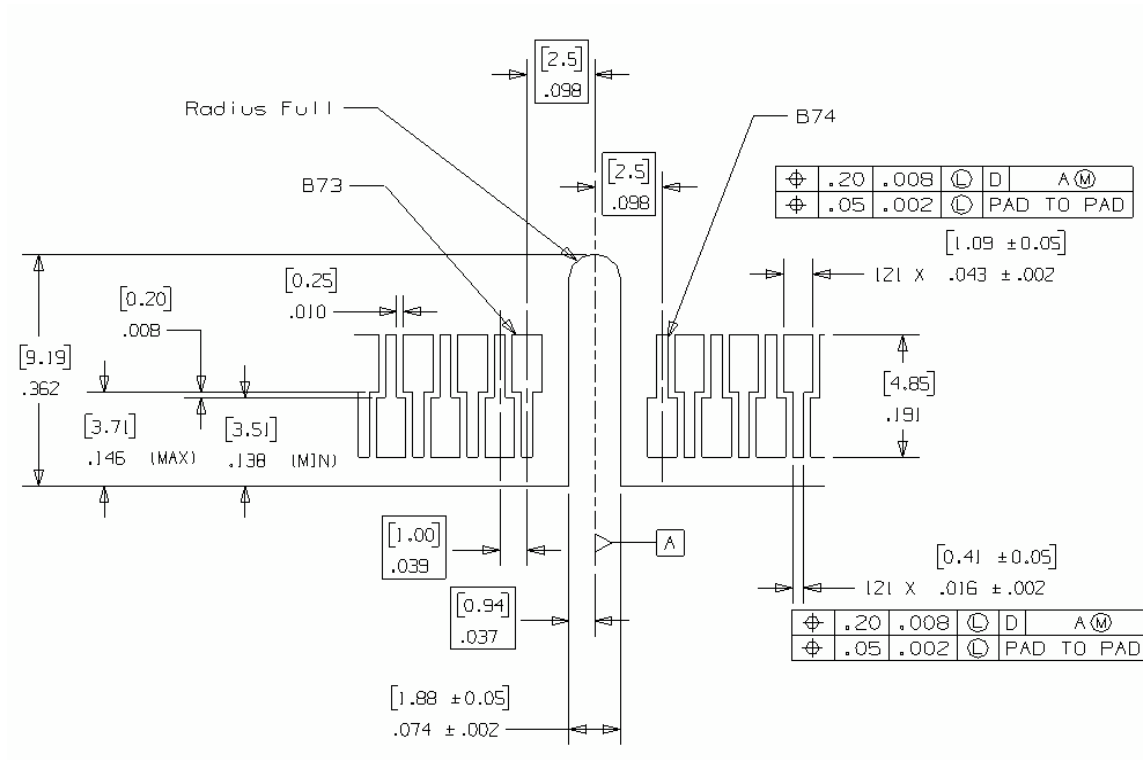 [2.5]
.098
Radius Full
B74
[2.5]
.098
B73
⌖ .20 .008 Ⓛ D A Ⓜ
⌖ .05 .002 Ⓛ PAD TO PAD
[1.09 ±0.05]
121 X .043 ±.002
[0.25]
.010
[0.20]
.008
[9.19]
.362
[4.85]
.191
[3.71]
.146 (MAX)
[3.51]
.138 (MIN)
[1.00]
.039
A
[0.41 ±0.05]
121 X .016 ±.002
[0.94]
.037
⌖ .20 .008 Ⓛ D A Ⓜ
⌖ .05 .002 Ⓛ PAD TO PAD
[1.88 ±0.05]
.074 ±.002